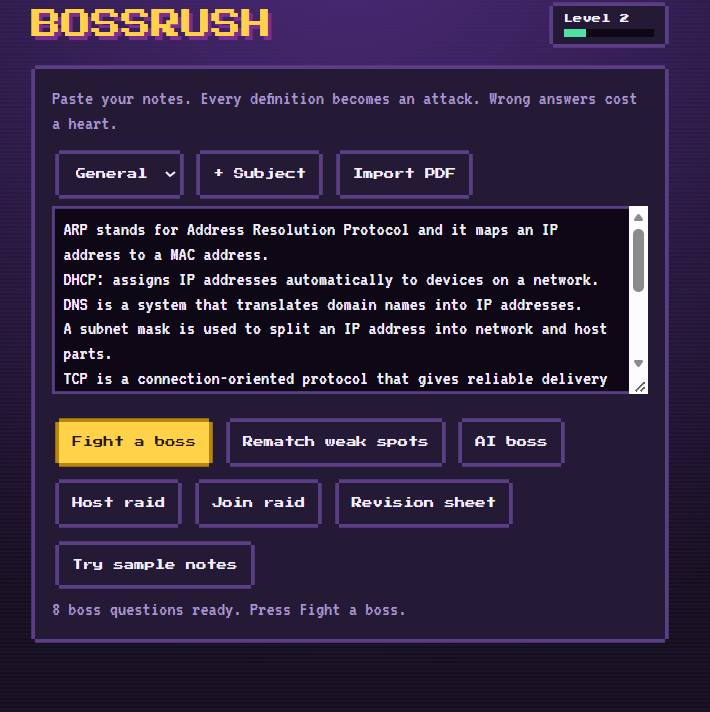 BOSSRUSH
Level 2
Paste your notes. Every definition becomes an attack. Wrong answers cost
a heart.
General
+ Subject
Import PDF
ARP stands for Address Resolution Protocol and it maps an IP
address to a MAC address.
DHCP: assigns IP addresses automatically to devices on a network.
DNS is a system that translates domain names into IP addresses.
A subnet mask is used to split an IP address into network and host
parts.
TCP is a connection-oriented protocol that gives reliable delivery
Fight a boss
Rematch weak spots
AI boss
Host raid
Join raid
Revision sheet
Try sample notes
8 boss questions ready. Press Fight a boss.